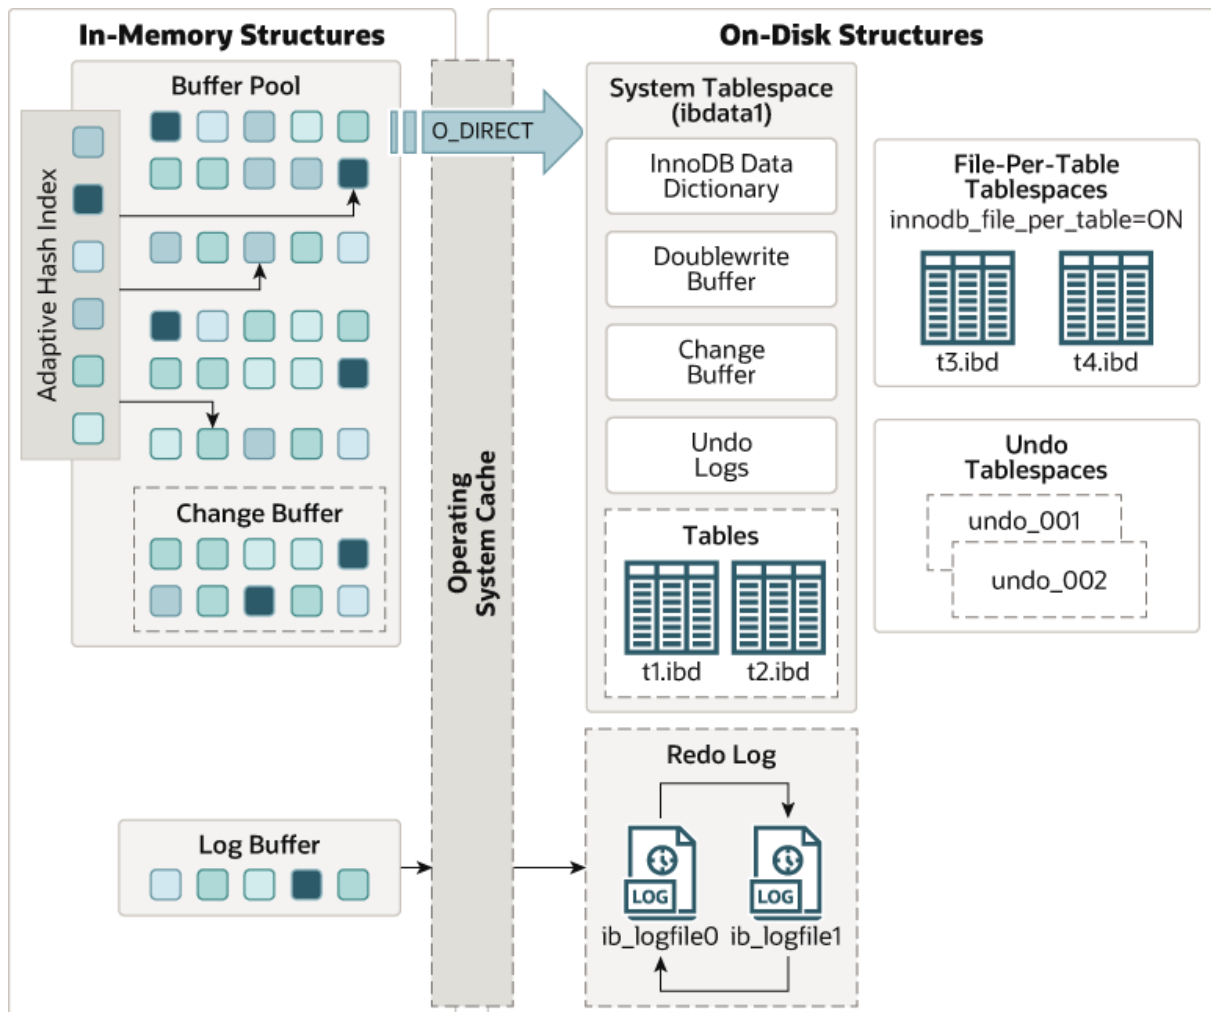 In-Memory Structures
Buffer Pool
Adaptive Hash Index
Change Buffer
Log Buffer
Operating
System Cache
O_DIRECT
On-Disk Structures
System Tablespace
(ibdata1)
InnoDB Data
Dictionary
Doublewrite
Buffer
Change
Buffer
Undo
Logs
Tables
t1.ibd
t2.ibd
File-Per-Table
Tablespaces
innodb_file_per_table=ON
t3.ibd
t4.ibd
Undo
Tablespaces
undo_001
undo_002
Redo Log
LOG
LOG
ib_logfile0
ib_logfile1